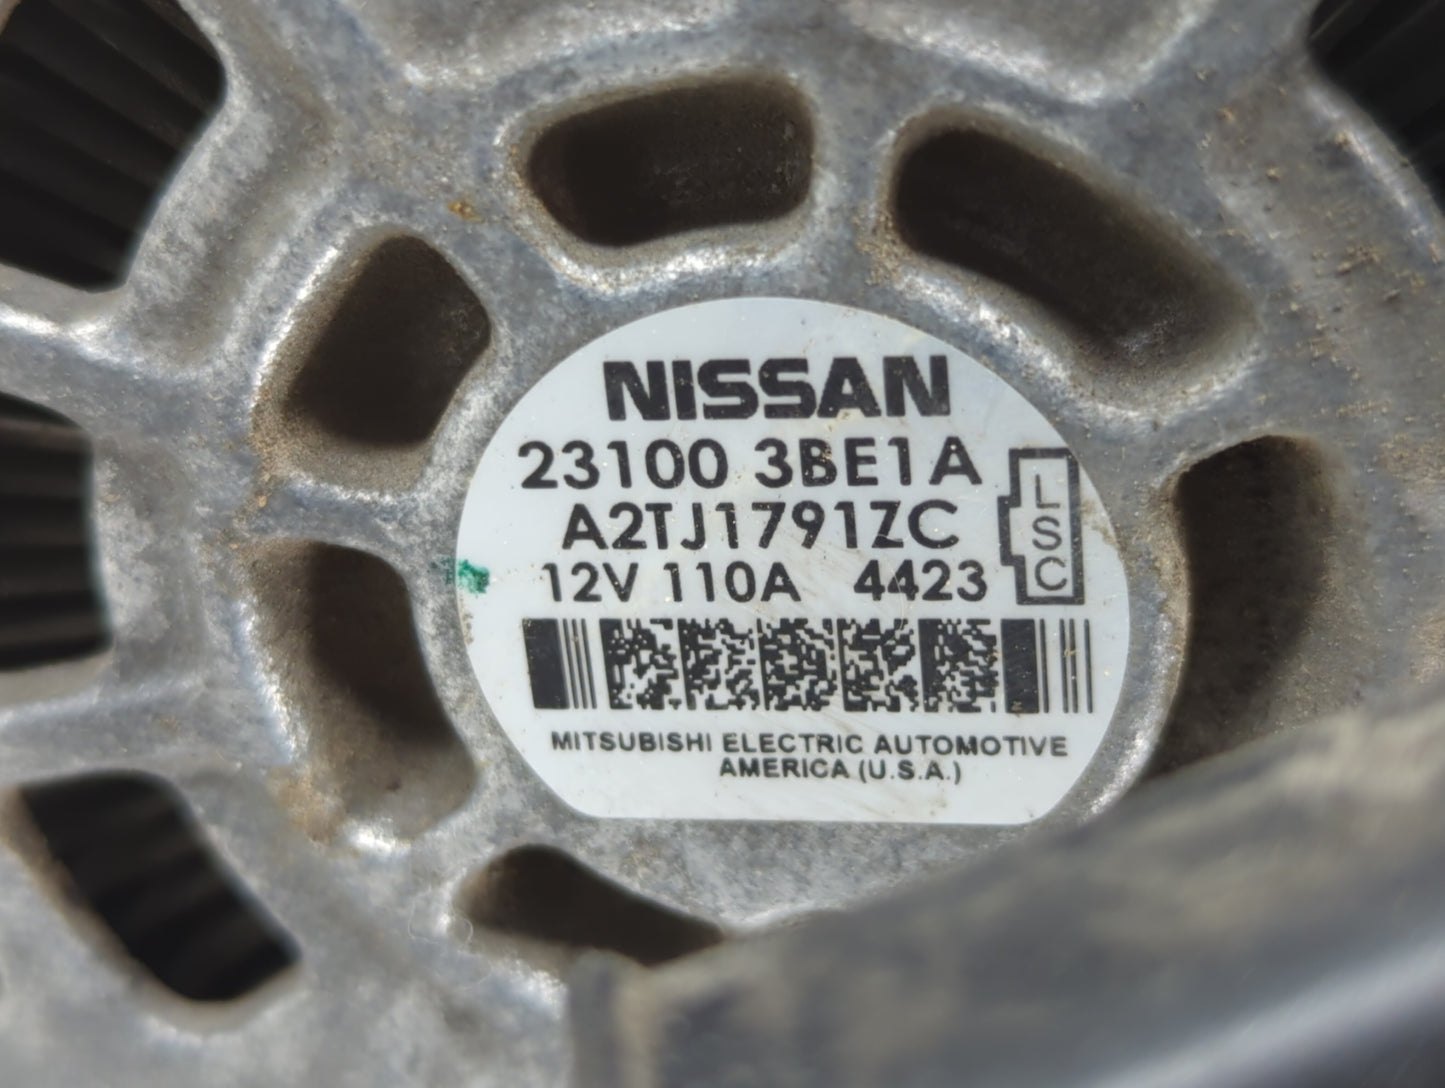 NISSAN
23100 3BE1A
A2TJ1791ZC
12V 110A 4423
L
S
C
MITSUBISHI ELECTRIC AUTOMOTIVE
AMERICA (U.S.A.)